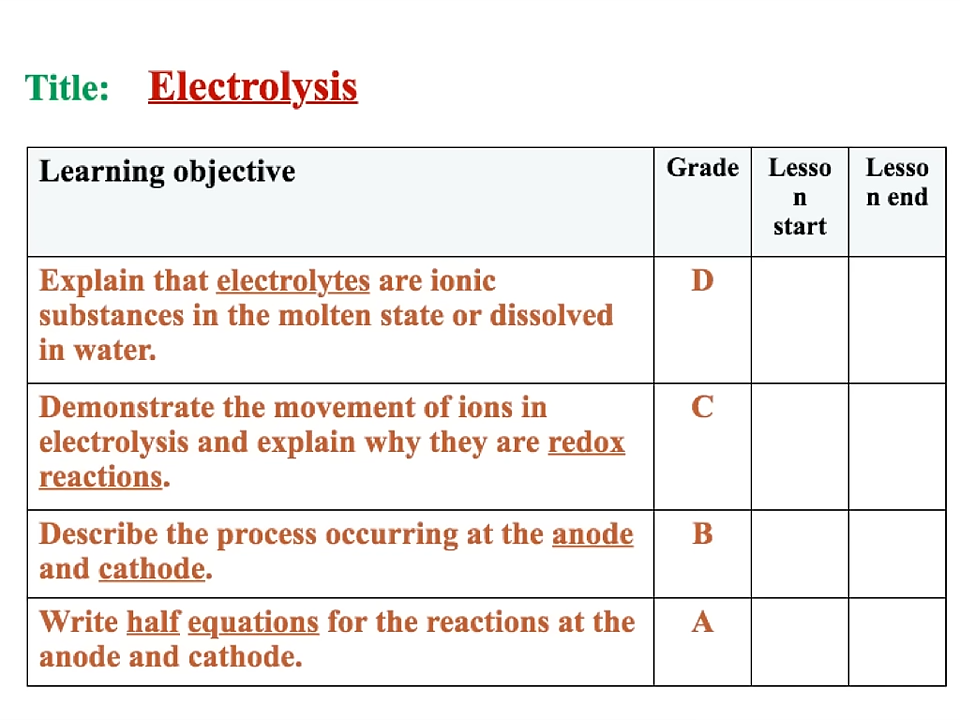 Title: Electrolysis
Learning objective
Grade
Lesso
n
start
Lesso
n end
Explain that electrolytes are ionic
substances in the molten state or dissolved
in water.
D
Demonstrate the movement of ions in
electrolysis and explain why they are redox
reactions.
C
Describe the process occurring at the anode
and cathode.
B
Write half equations for the reactions at the
anode and cathode.
A